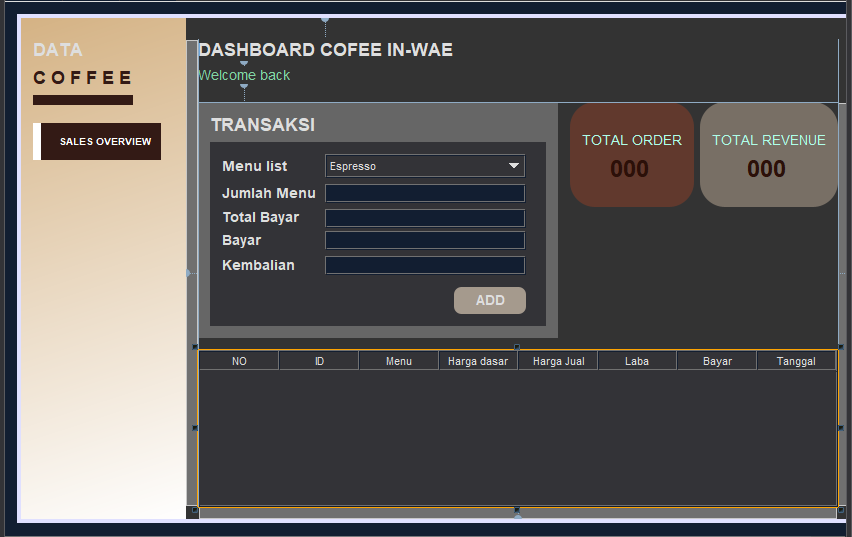 DATA
COFFEE
SALES OVERVIEW
DASHBOARD COFEE IN-WAE
Welcome back
TRANSAKSI
Menu list
Espresso
Jumlah Menu
Total Bayar
Bayar
Kembalian
ADD
TOTAL ORDER
000
TOTAL REVENUE
000
NO ID Menu Harga dasar Harga Jual Laba Bayar Tanggal